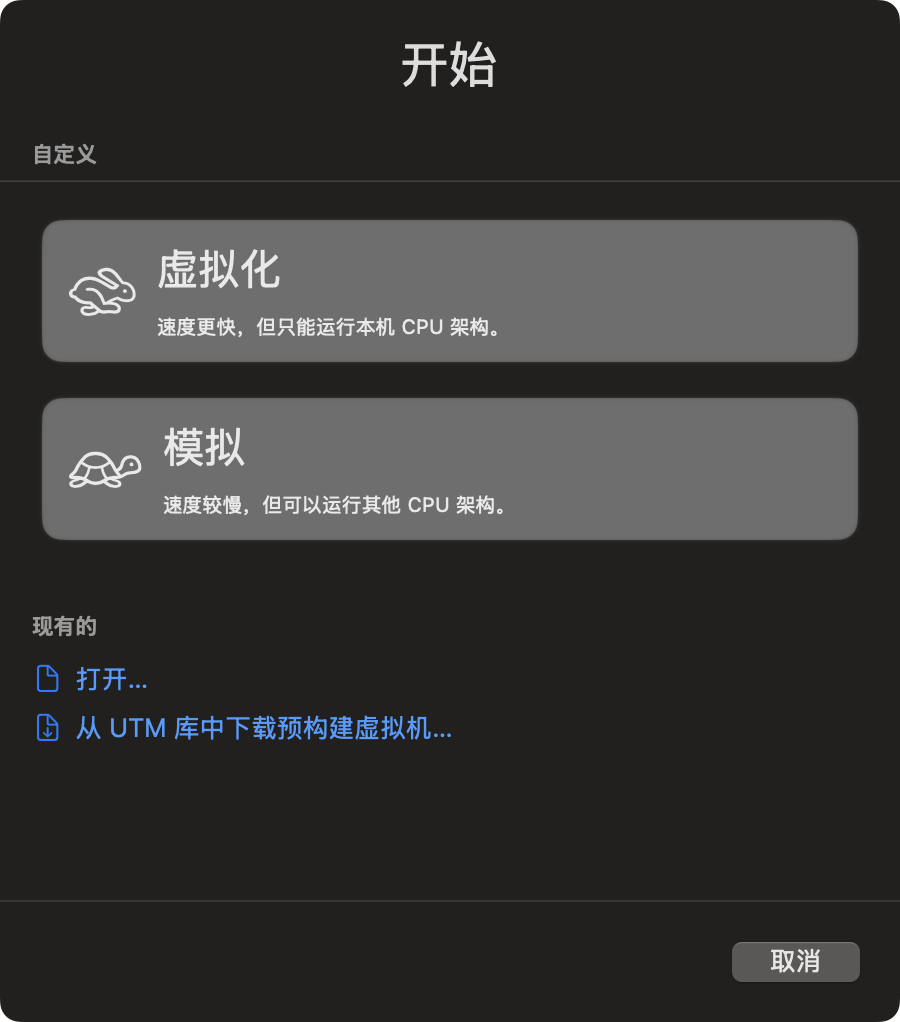 开始
自定义
虚拟化
速度更快，但只能运行本机 CPU 架构。
模拟
速度较慢，但可以运行其他 CPU 架构。
现有的
打开...
从 UTM 库中下载预构建虚拟机...
取消